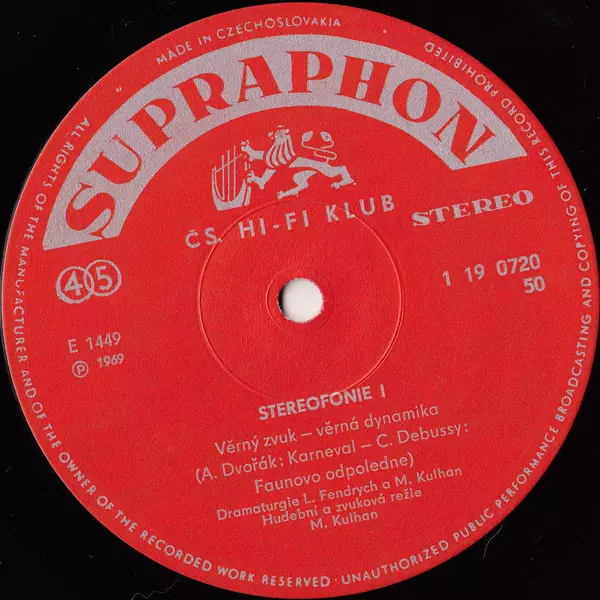 MADE IN CZECHOSLOVAKIA
ALL RIGHTS OF THE MANUFACTURER AND OF THE OWNER OF THE RECORDED WORK RESERVED · UNAUTHORIZED PUBLIC PERFORMANCE BROADCASTING AND COPYING OF THIS RECORD PROHIBITED
SUPRAPHON
ČS. HI-FI KLUB
STEREO
45
1 19 0720
50
E 1449
Ⓟ 1969
STEREOFONIE I
Věrný zvuk – věrná dynamika
(A. Dvořák: Karneval – C. Debussy:
Faunovo odpoledne)
Dramaturgie L. Fendrych a M. Kulhan
Hudební a zvuková režie
M. Kulhan